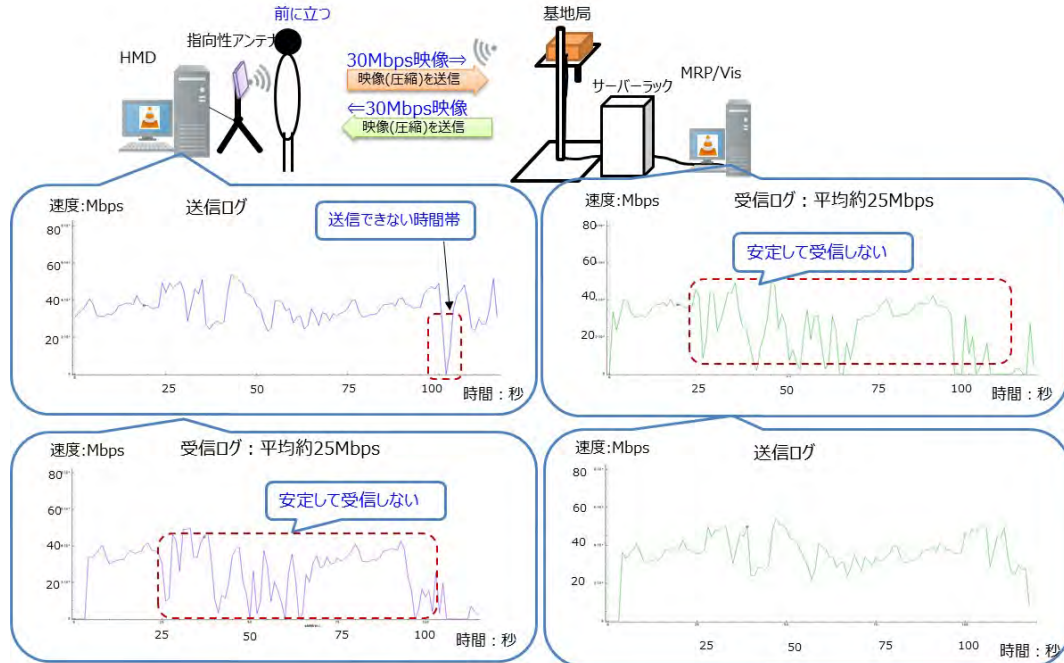 前に立つ
基地局
指向性アンテナ
HMD
30Mbps映像⇒
映像(圧縮)を送信
⇐30Mbps映像
映像(圧縮)を送信
サーバーラック
MRP/Vis
速度:Mbps
送信ログ
送信できない時間帯
80
60
40
20
25
50
75
100
時間：秒
速度:Mbps
受信ログ：平均約25Mbps
安定して受信しない
80
60
40
20
25
50
75
100
時間：秒
速度:Mbps
受信ログ：平均約25Mbps
安定して受信しない
80
60
40
20
25
50
75
100
時間：秒
速度:Mbps
送信ログ
80
60
40
20
25
50
75
100
時間：秒